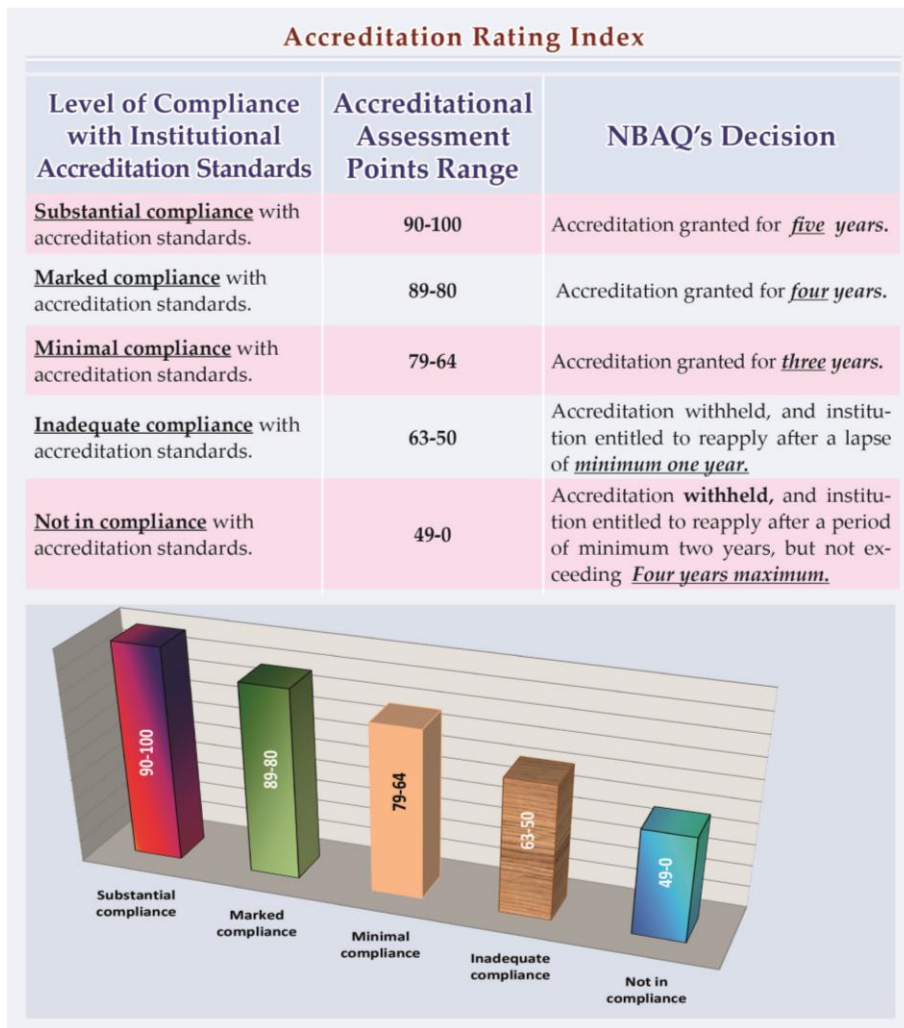 Accreditation Rating Index
Level of Compliance
with Institutional
Accreditation Standards
Accreditational
Assessment
Points Range
NBAQ's Decision
Substantial compliance with
accreditation standards.
90-100
Accreditation granted for five years.
Marked compliance with
accreditation standards.
89-80
Accreditation granted for four years.
Minimal compliance with
accreditation standards.
79-64
Accreditation granted for three years.
Inadequate compliance with
accreditation standards.
63-50
Accreditation withheld, and institu-
tion entitled to reapply after a lapse
of minimum one year.
Not in compliance with
accreditation standards.
49-0
Accreditation withheld, and institu-
tion entitled to reapply after a period
of minimum two years, but not ex-
ceeding Four years maximum.
90-100
89-80
79-64
63-50
49-0
Substantial
compliance
Marked
compliance
Minimal
compliance
Inadequate
compliance
Not in
compliance